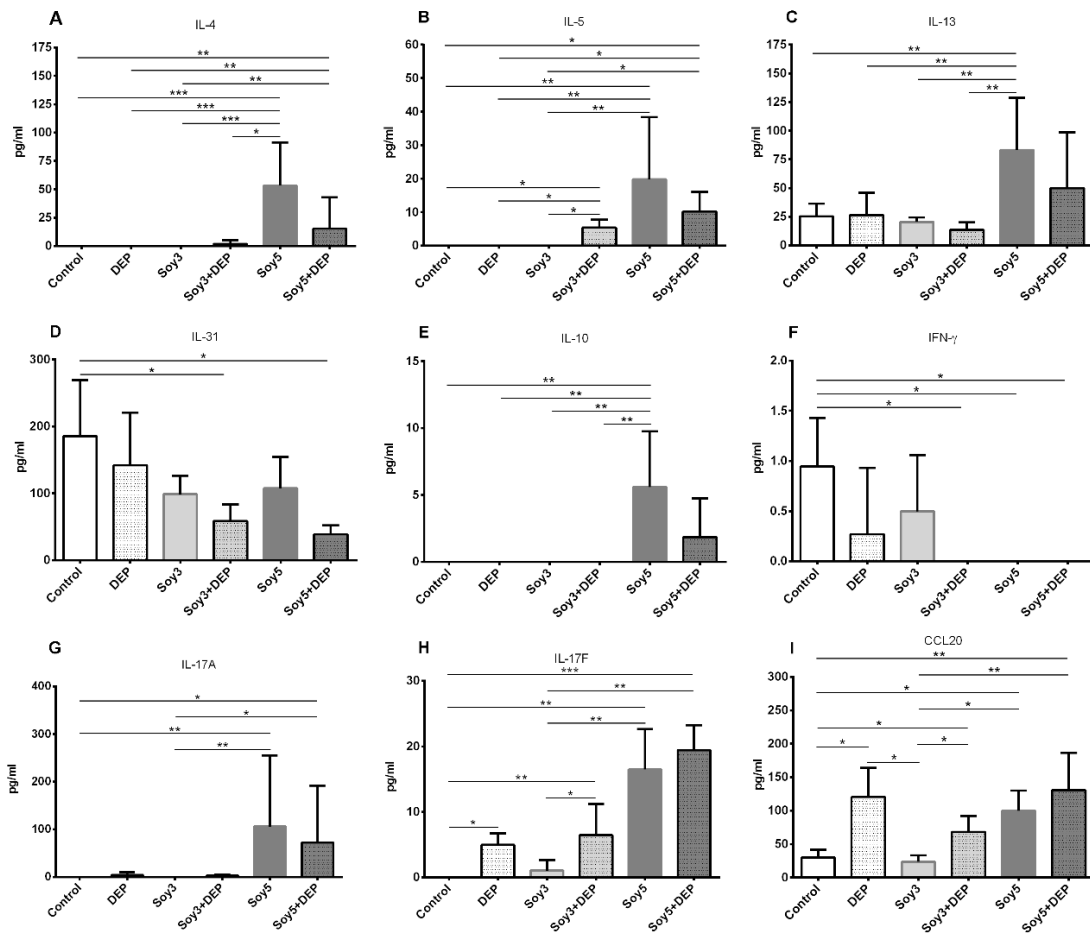 A
IL-4
pg/ml
175
150
125
100
75
50
25
0
**
**
**
***
***
***
*
Control
DEP
Soy3
Soy3+DEP
Soy5
Soy5+DEP
B
IL-5
pg/ml
60
50
40
30
20
10
0
*
*
*
**
**
**
*
*
*
Control
DEP
Soy3
Soy3+DEP
Soy5
Soy5+DEP
C
IL-13
pg/ml
175
150
125
100
75
50
25
0
**
**
**
**
Control
DEP
Soy3
Soy3+DEP
Soy5
Soy5+DEP
D
IL-31
pg/ml
300
200
100
0
*
*
Control
DEP
Soy3
Soy3+DEP
Soy5
Soy5+DEP
E
IL-10
pg/ml
15
10
5
0
**
**
**
**
Control
DEP
Soy3
Soy3+DEP
Soy5
Soy5+DEP
F
IFN-γ
pg/ml
2.0
1.5
1.0
0.5
0.0
*
*
*
Control
DEP
Soy3
Soy3+DEP
Soy5
Soy5+DEP
G
IL-17A
pg/ml
400
300
200
100
0
*
*
**
**
Control
DEP
Soy3
Soy3+DEP
Soy5
Soy5+DEP
H
IL-17F
pg/ml
30
20
10
0
***
**
**
**
**
*
*
Control
DEP
Soy3
Soy3+DEP
Soy5
Soy5+DEP
I
CCL20
pg/ml
300
250
200
150
100
50
0
**
**
*
*
*
*
*
*
Control
DEP
Soy3
Soy3+DEP
Soy5
Soy5+DEP